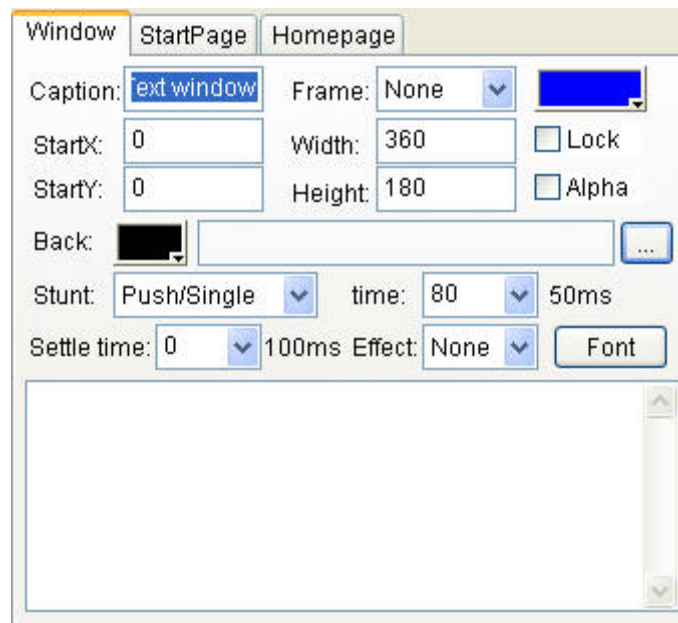 Window StartPage Homepage
Caption: Text window Frame: None
StartX: 0 Width: 360 Lock
StartY: 0 Height: 180 Alpha
Back: ...
Stunt: Push/Single time: 80 50ms
Settle time: 0 100ms Effect: None Font